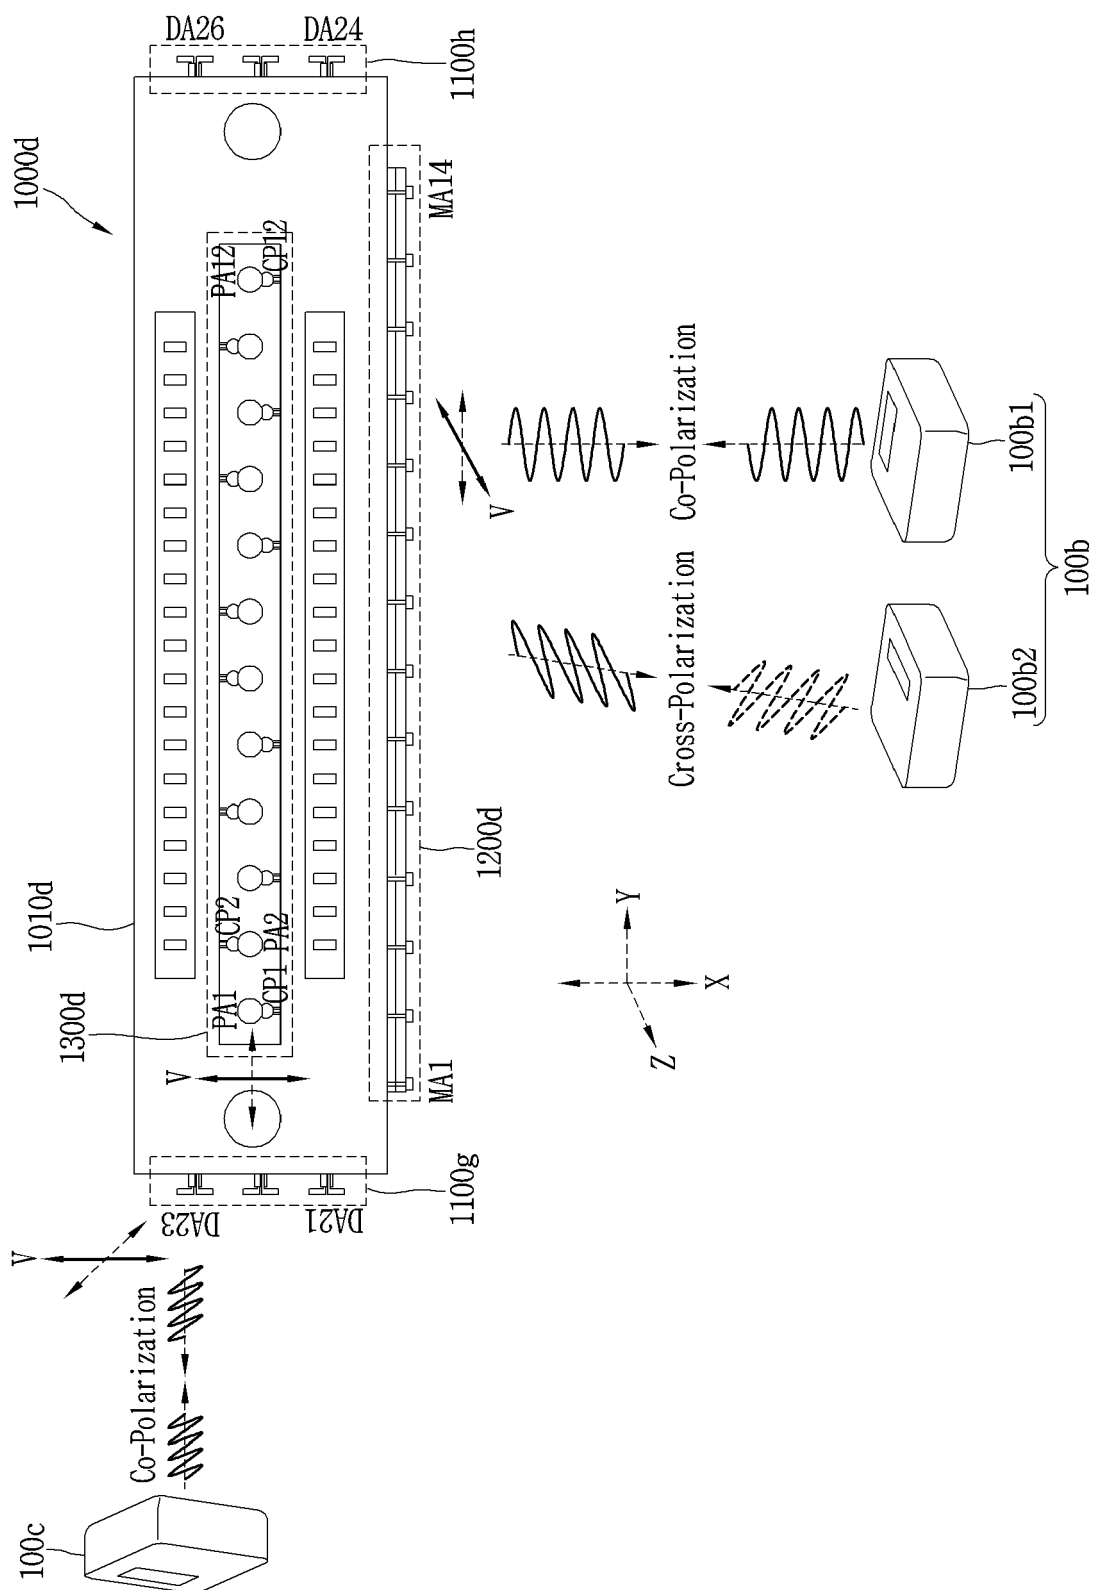 1000d
DA26
DA24
1100h
PA12
CP12
MA14
1010d
1300d
CP2
PA1
PA2
CP1
V
1200d
MA1
DA23
DA21
1100g
V
Co-Polarization
100c
V
Co-Polarization
Cross-Polarization
100b1
100b2
100b
Y
X
Z